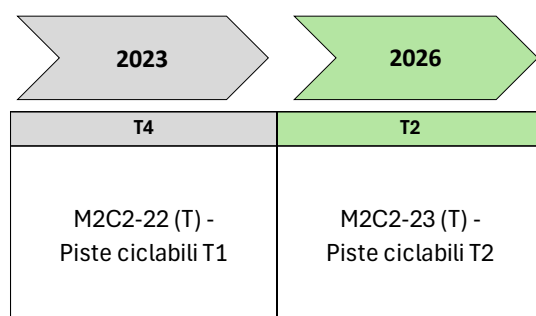 2023
2026
T4
T2
M2C2-22 (T) -
Piste ciclabili T1
M2C2-23 (T) -
Piste ciclabili T2